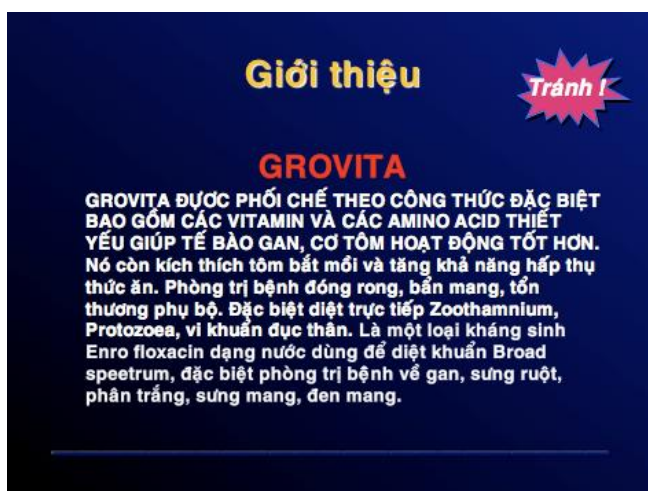 Giới thiệu
Tránh !
GROVITA
GROVITA ĐƯỢC PHỐI CHẾ THEO CÔNG THỨC ĐẶC BIỆT
BAO GỒM CÁC VITAMIN VÀ CÁC AMINO ACID THIẾT
YẾU GIÚP TẾ BÀO GAN, CƠ TÔM HOẠT ĐỘNG TỐT HƠN.
Nó còn kích thích tôm bắt mồi và tăng khả năng hấp thụ
thức ăn. Phòng trị bệnh đóng rong, bẩn mang, tổn
thương phụ bộ. Đặc biệt diệt trực tiếp Zoothamnium,
Protozoea, vi khuẩn đục thân. Là một loại kháng sinh
Enro floxacin dạng nước dùng để diệt khuẩn Broad
speetrum, đặc biệt phòng trị bệnh về gan, sưng ruột,
phân trắng, sưng mang, đen mang.